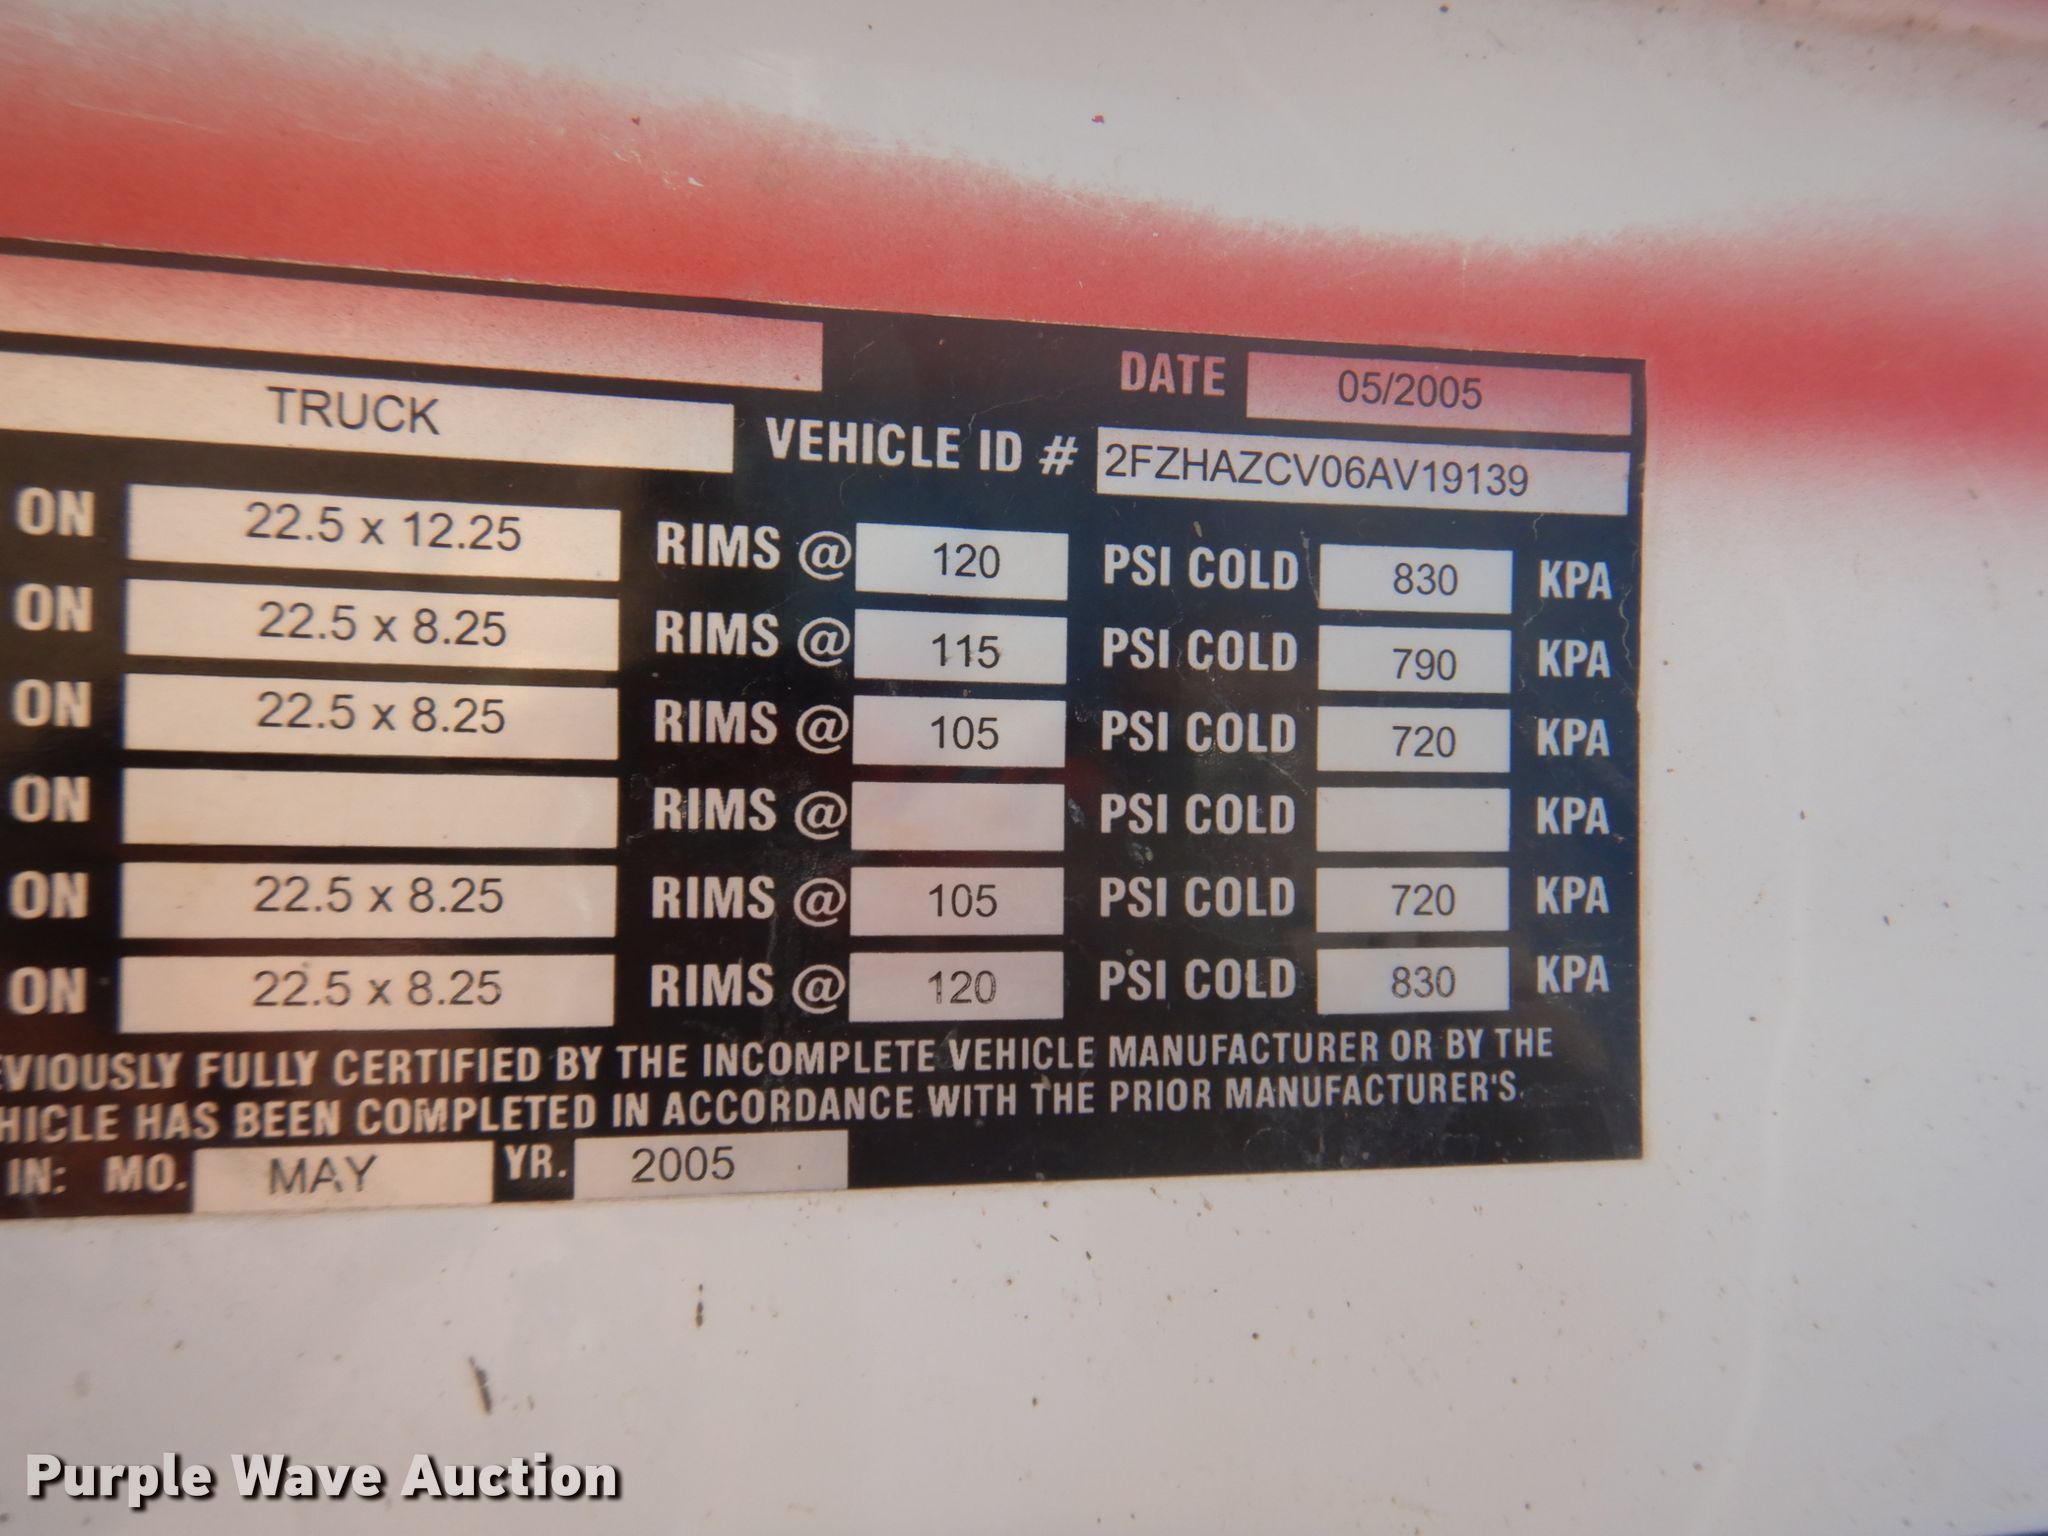 DATE 05/2005
TRUCK VEHICLE ID # 2FZHAZCV06AV19139
ON 22.5 x 12.25 RIMS @ 120 PSI COLD 830 KPA
ON 22.5 x 8.25 RIMS @ 115 PSI COLD 790 KPA
ON 22.5 x 8.25 RIMS @ 105 PSI COLD 720 KPA
ON RIMS @ PSI COLD KPA
ON 22.5 x 8.25 RIMS @ 105 PSI COLD 720 KPA
ON 22.5 x 8.25 RIMS @ 120 PSI COLD 830 KPA
EVIOUSLY FULLY CERTIFIED BY THE INCOMPLETE VEHICLE MANUFACTURER OR BY THE
HICLE HAS BEEN COMPLETED IN ACCORDANCE WITH THE PRIOR MANUFACTURER'S
IN: MO. MAY YR. 2005
Purple Wave Auction